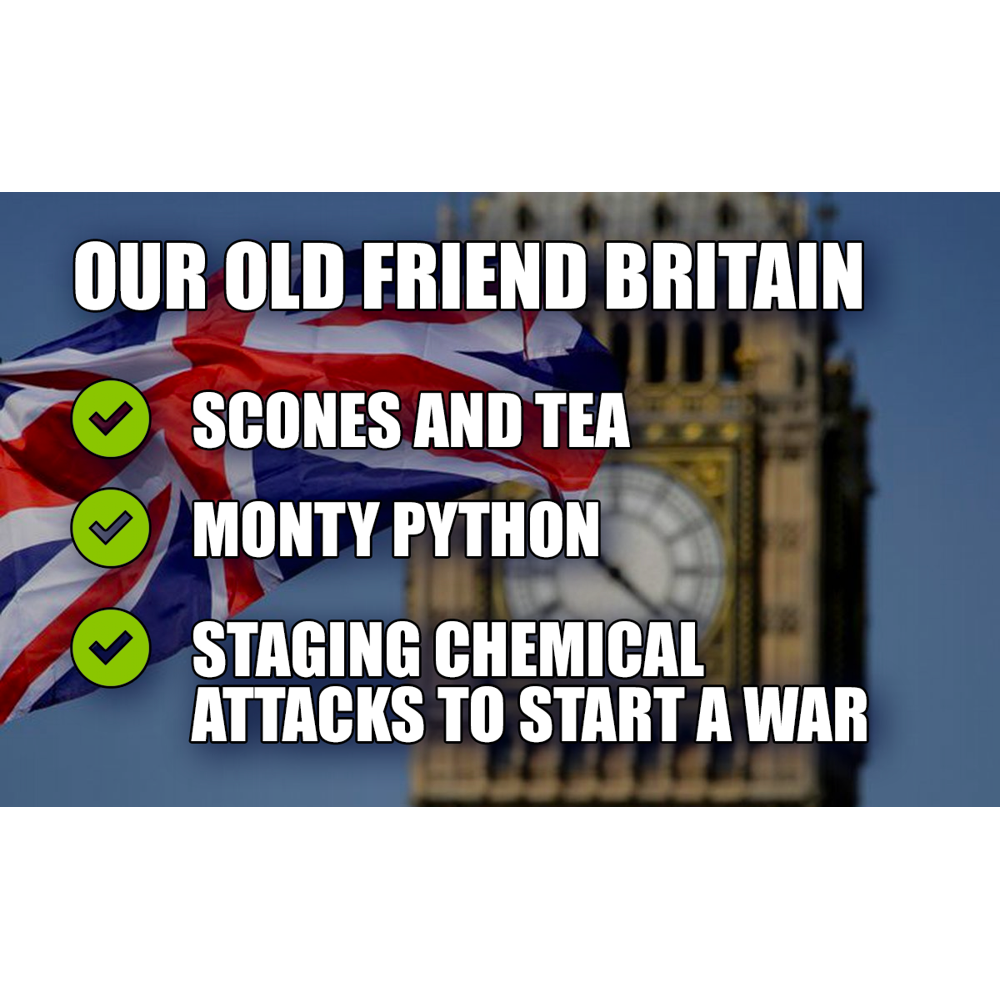 OUR OLD FRIEND BRITAIN
SCONES AND TEA
MONTY PYTHON
STAGING CHEMICAL
ATTACKS TO START A WAR